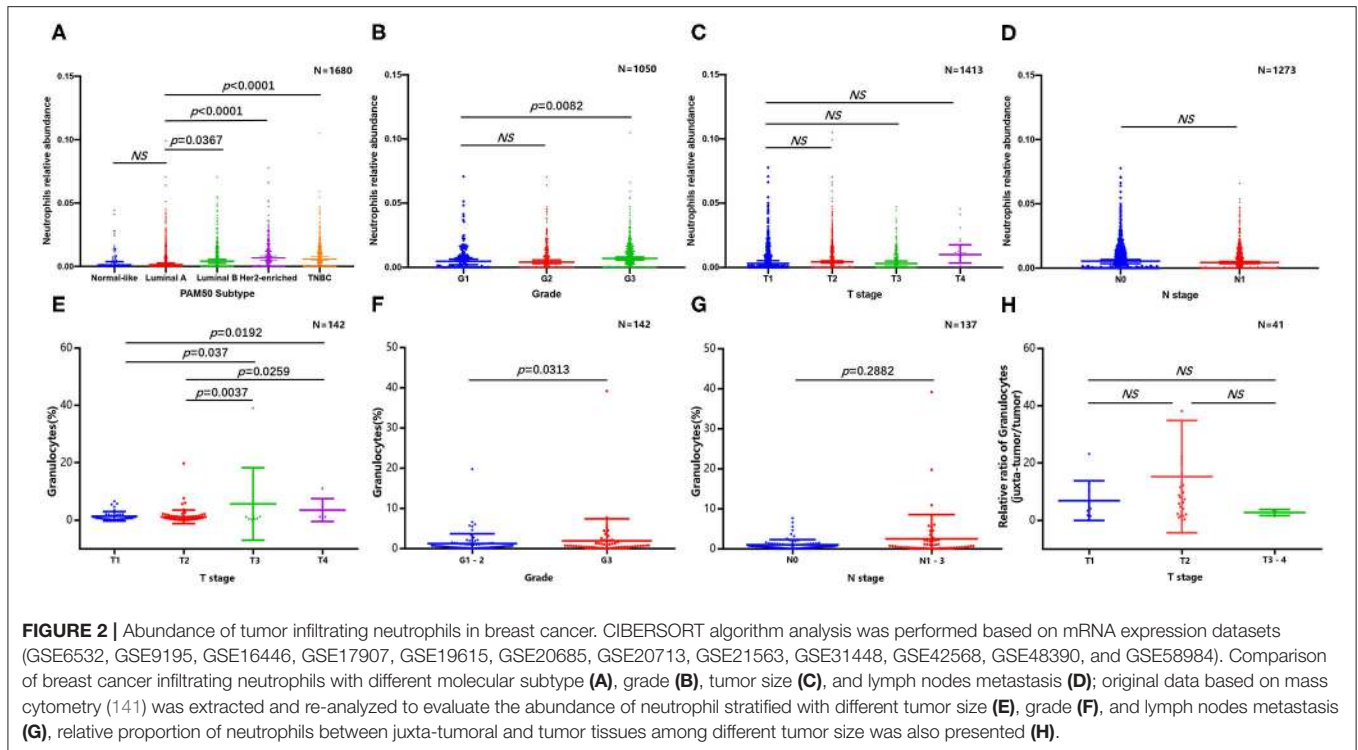 A
N=1680
Neutrophils relative abundance
0.15
0.10
0.05
0.00
p<0.0001
p<0.0001
p=0.0367
NS
Normal-like Luminal A Luminal B Her2-enriched TNBC
PAM50 Subtype
B
N=1050
Neutrophils relative abundance
0.15
0.10
0.05
0.00
p=0.0082
NS
G1 G2 G3
Grade
C
N=1413
Neutrophils relative abundance
0.15
0.10
0.05
0.00
NS
NS
NS
T1 T2 T3 T4
T stage
D
N=1273
Neutrophils relative abundance
0.15
0.10
0.05
0.00
NS
N0 N1
N stage
E
N=142
Granulocytes(%)
60
40
20
0
p=0.0192
p=0.037
p=0.0259
p=0.0037
T1 T2 T3 T4
T stage
F
N=142
Granulocytes(%)
50
40
30
20
10
0
p=0.0313
G1 - 2 G3
Grade
G
N=137
Granulocytes(%)
50
40
30
20
10
0
p=0.2882
N0 N1 - 3
N stage
H
N=41
Relative ratio of Granulocytes
(juxta-tumor/tumor)
60
40
20
0
NS
NS
NS
T1 T2 T3 - 4
T stage
FIGURE 2 | Abundance of tumor infiltrating neutrophils in breast cancer. CIBERSORT algorithm analysis was performed based on mRNA expression datasets
(GSE6532, GSE9195, GSE16446, GSE17907, GSE19615, GSE20685, GSE20713, GSE21563, GSE31448, GSE42568, GSE48390, and GSE58984). Comparison
of breast cancer infiltrating neutrophils with different molecular subtype (A), grade (B), tumor size (C), and lymph nodes metastasis (D); original data based on mass
cytometry (141) was extracted and re-analyzed to evaluate the abundance of neutrophil stratified with different tumor size (E), grade (F), and lymph nodes metastasis
(G), relative proportion of neutrophils between juxta-tumoral and tumor tissues among different tumor size was also presented (H).